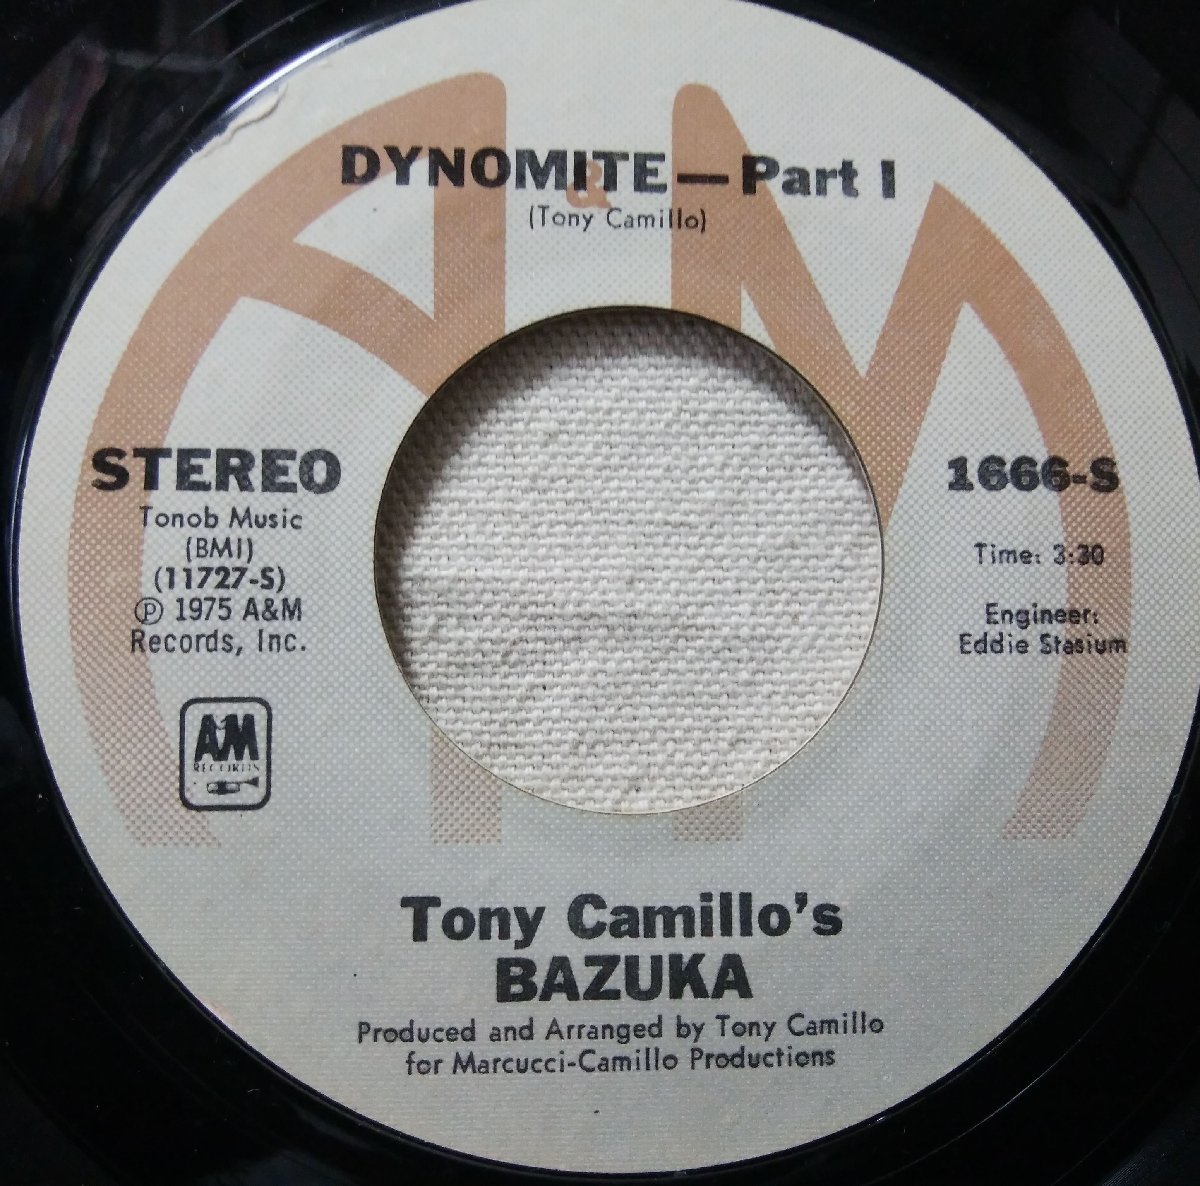 DYNOMITE—Part I
(Tony Camillo)
A&M
STEREO
Tonob Music
(BMI)
(11727-S)
℗ 1975 A&M
Records, Inc.
1666-S
Time: 3:30
Engineer:
Eddie Stasium
A&M
RECORDS
Tony Camillo's
BAZUKA
Produced and Arranged by Tony Camillo
for Marcucci-Camillo Productions